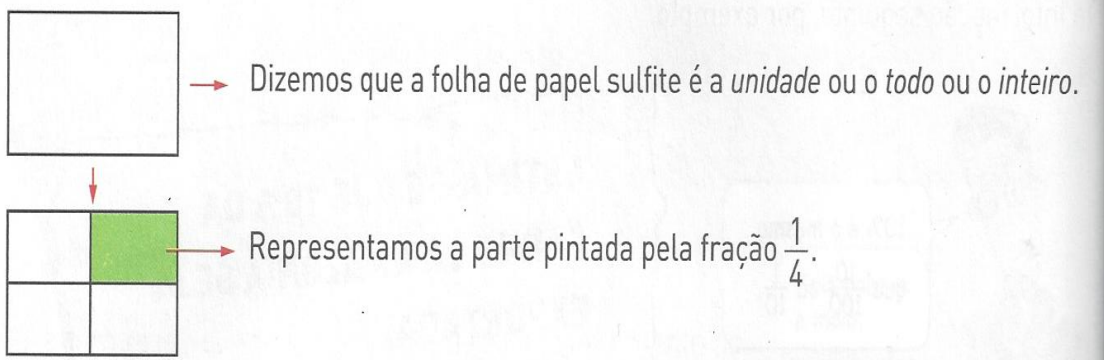 Dizemos que a folha de papel sulfite é a unidade ou o todo ou o inteiro.
Representamos a parte pintada pela fração 1/4.